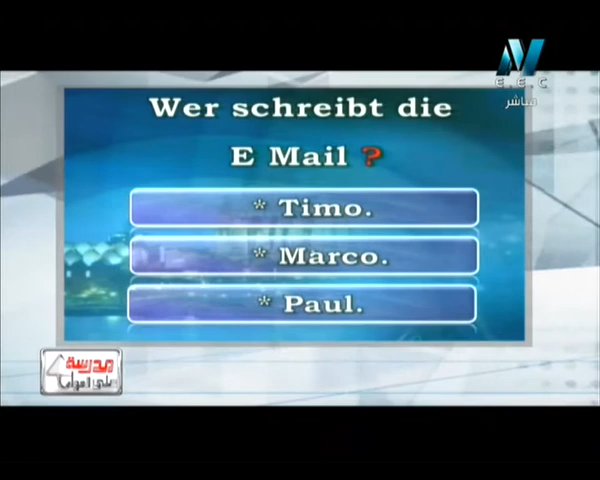 E.E.C
مباشر
Wer schreibt die
E Mail ?
* Timo.
* Marco.
* Paul.
مدرسة
على الهواء